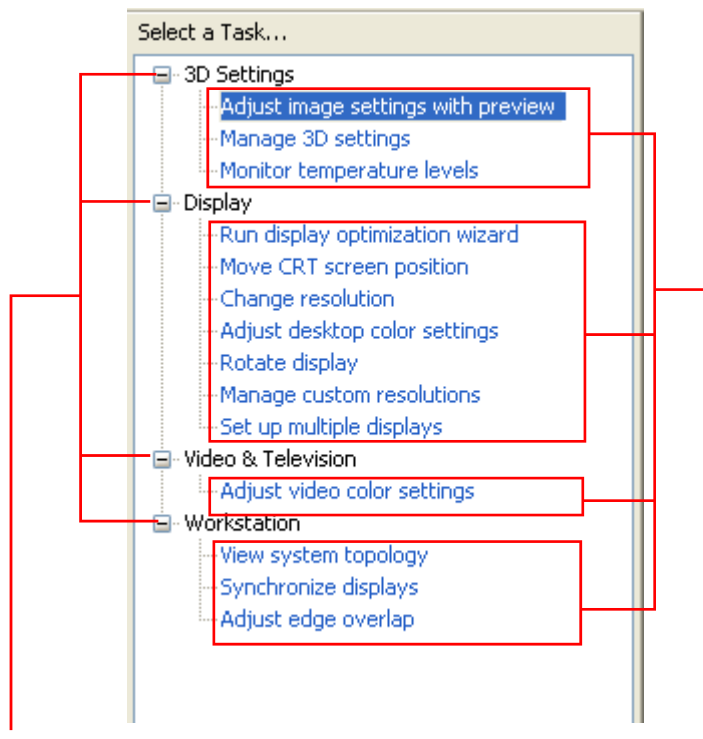 Select a Task...
3D Settings
Adjust image settings with preview
Manage 3D settings
Monitor temperature levels
Display
Run display optimization wizard
Move CRT screen position
Change resolution
Adjust desktop color settings
Rotate display
Manage custom resolutions
Set up multiple displays
Video & Television
Adjust video color settings
Workstation
View system topology
Synchronize displays
Adjust edge overlap